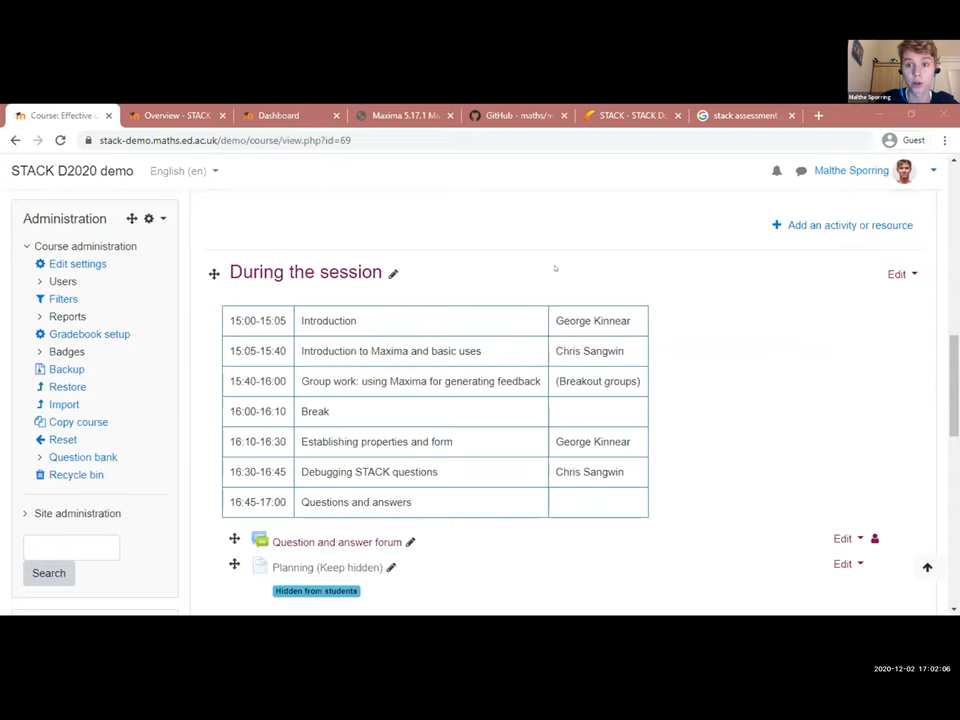 Malthe Sporring
Course: Effective
Overview - STACK
Dashboard
Maxima 5.17.1 M
GitHub - maths/m
STACK - STACK D
stack assessment
stack-demo.maths.ed.ac.uk/demo/course/view.php?id=69
Guest
STACK D2020 demo
English (en)
Malthe Sporring
Administration
Course administration
Edit settings
Users
Filters
Reports
Gradebook setup
Badges
Backup
Restore
Import
Copy course
Reset
Question bank
Recycle bin
Site administration
Search
Add an activity or resource
During the session
Edit
15:00-15:05 Introduction George Kinnear
15:05-15:40 Introduction to Maxima and basic uses Chris Sangwin
15:40-16:00 Group work: using Maxima for generating feedback (Breakout groups)
16:00-16:10 Break
16:10-16:30 Establishing properties and form George Kinnear
16:30-16:45 Debugging STACK questions Chris Sangwin
16:45-17:00 Questions and answers
Question and answer forum Edit
Planning (Keep hidden) Edit
Hidden from students
2020-12-02 17:02:06